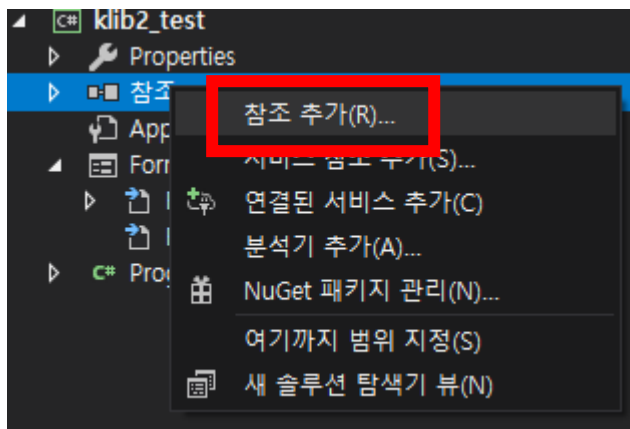 C# klib2_test
Properties
참조
참조 추가(R)...
App
서비스 참조 추가(S)...
Form
연결된 서비스 추가(C)
분석기 추가(A)...
C# Prog
NuGet 패키지 관리(N)...
여기까지 범위 지정(S)
새 솔루션 탐색기 뷰(N)